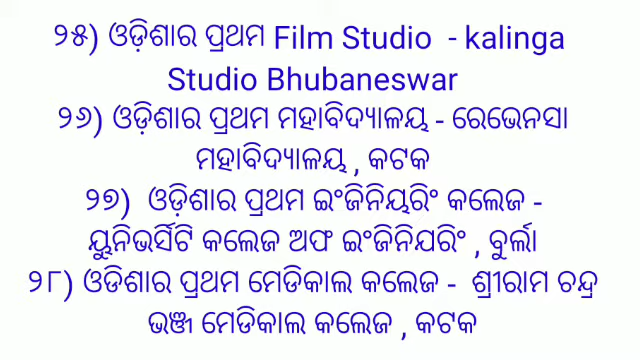 ୨୫) ଓଡ଼ିଶାର ପ୍ରଥମ Film Studio - kalinga
Studio Bhubaneswar
୨୬) ଓଡ଼ିଶାର ପ୍ରଥମ ମହାବିଦ୍ୟାଳୟ - ରେଭେନସା
ମହାବିଦ୍ୟାଳୟ , କଟକ
୨୭) ଓଡ଼ିଶାର ପ୍ରଥମ ଇଂଜିନିୟରିଂ କଲେଜ -
ୟୁନିଭର୍ସିଟି କଲେଜ ଅଫ ଇଂଜିନିଯରିଂ , ବୁର୍ଲା
୨୮) ଓଡିଶାର ପ୍ରଥମ ମେଡିକାଲ କଲେଜ - ଶ୍ରୀରାମ ଚନ୍ଦ୍ର
ଭଞ୍ଜ ମେଡିକାଲ କଲେଜ , କଟକ